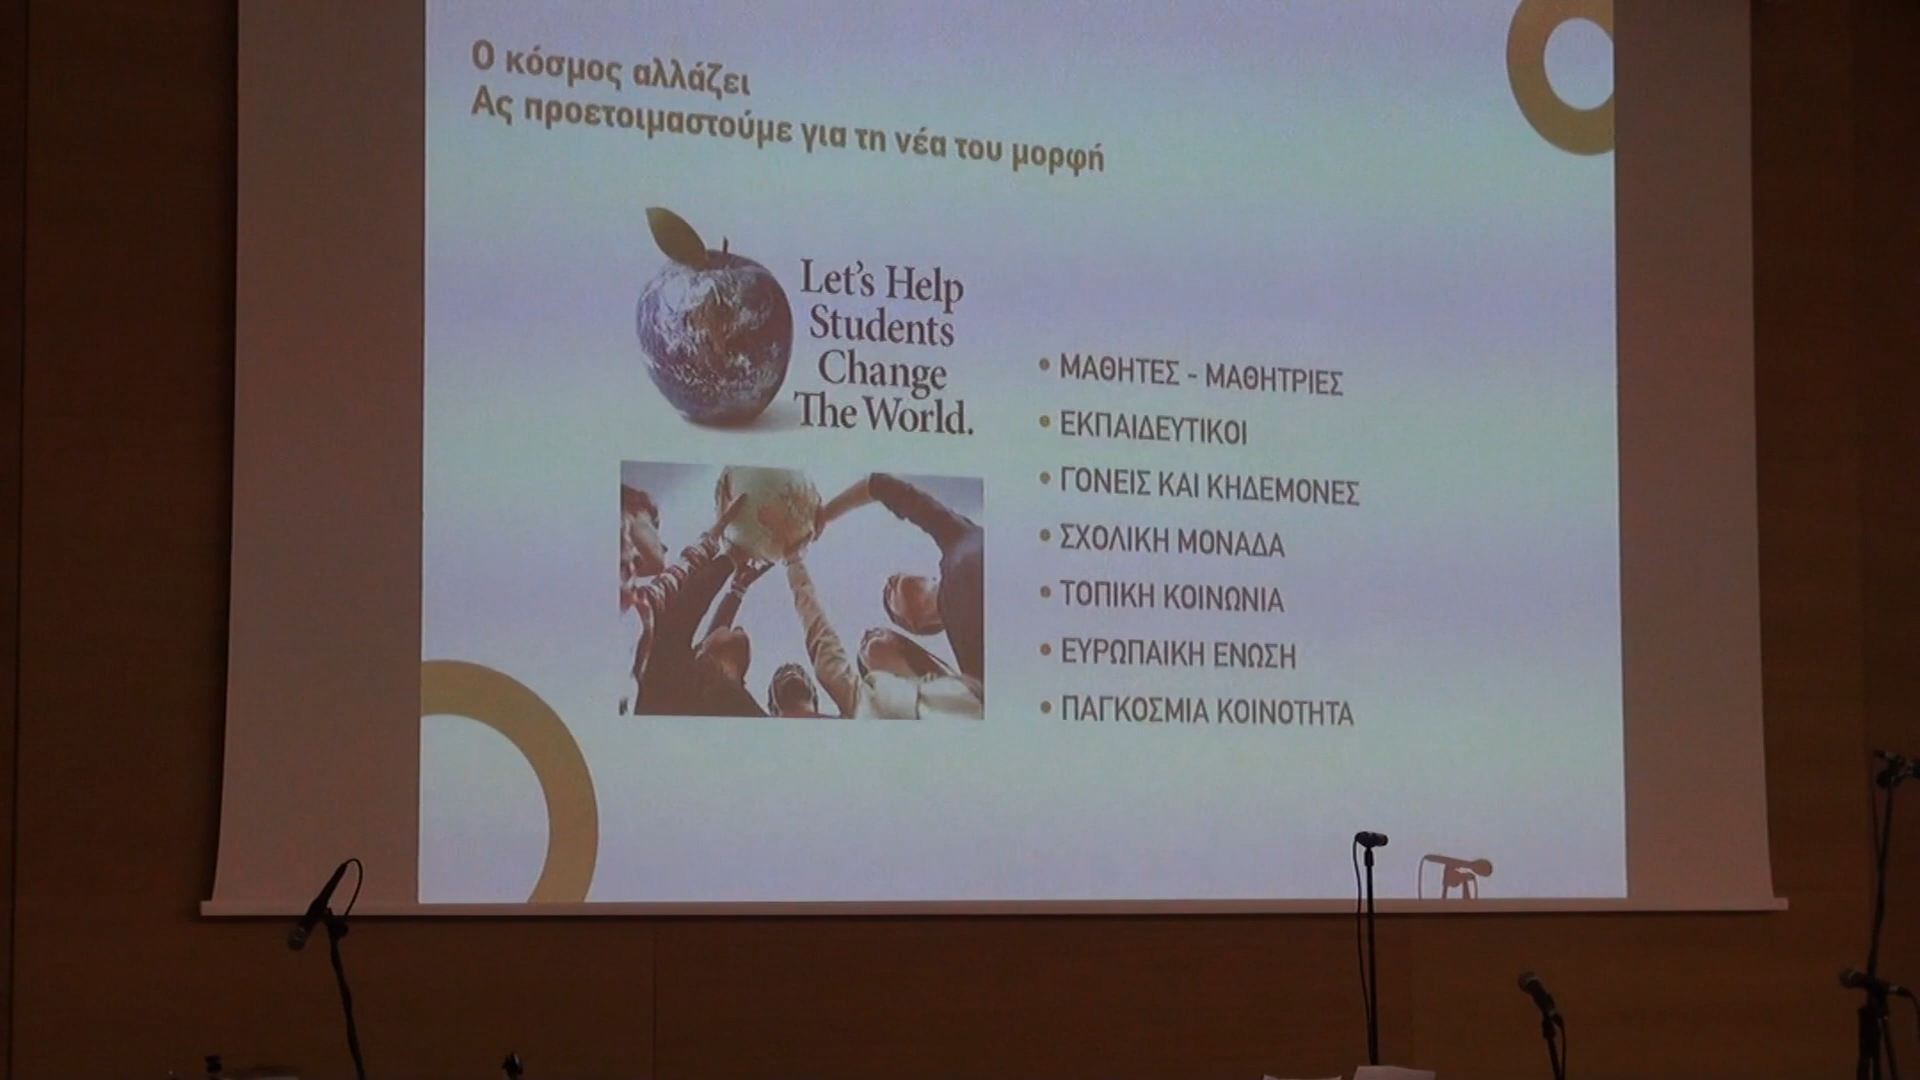 Ο κόσμος αλλάζει
Ας προετοιμαστούμε για τη νέα του μορφή
Let's Help
Students
Change
The World.
• ΜΑΘΗΤΕΣ - ΜΑΘΗΤΡΙΕΣ
• ΕΚΠΑΙΔΕΥΤΙΚΟΙ
• ΓΟΝΕΙΣ ΚΑΙ ΚΗΔΕΜΟΝΕΣ
• ΣΧΟΛΙΚΗ ΜΟΝΑΔΑ
• ΤΟΠΙΚΗ ΚΟΙΝΩΝΙΑ
• ΕΥΡΩΠΑΙΚΗ ΕΝΩΣΗ
• ΠΑΓΚΟΣΜΙΑ ΚΟΙΝΟΤΗΤΑ